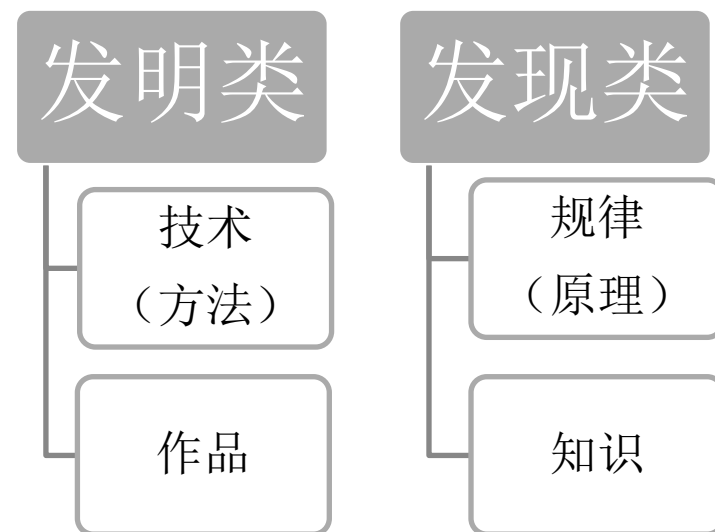 发明类
技术
（方法）
作品
发现类
规律
（原理）
知识